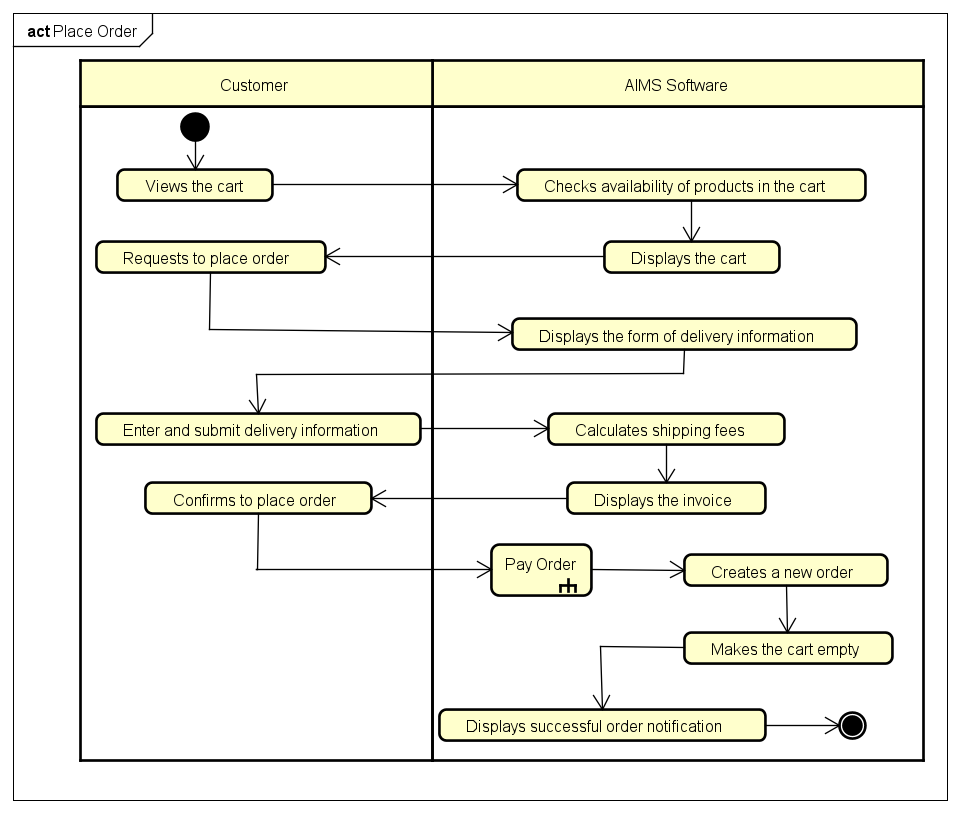 act Place Order
Customer
AIMS Software
Views the cart
Checks availability of products in the cart
Requests to place order
Displays the cart
Displays the form of delivery information
Enter and submit delivery information
Calculates shipping fees
Confirms to place order
Displays the invoice
Pay Order
Creates a new order
Makes the cart empty
Displays successful order notification